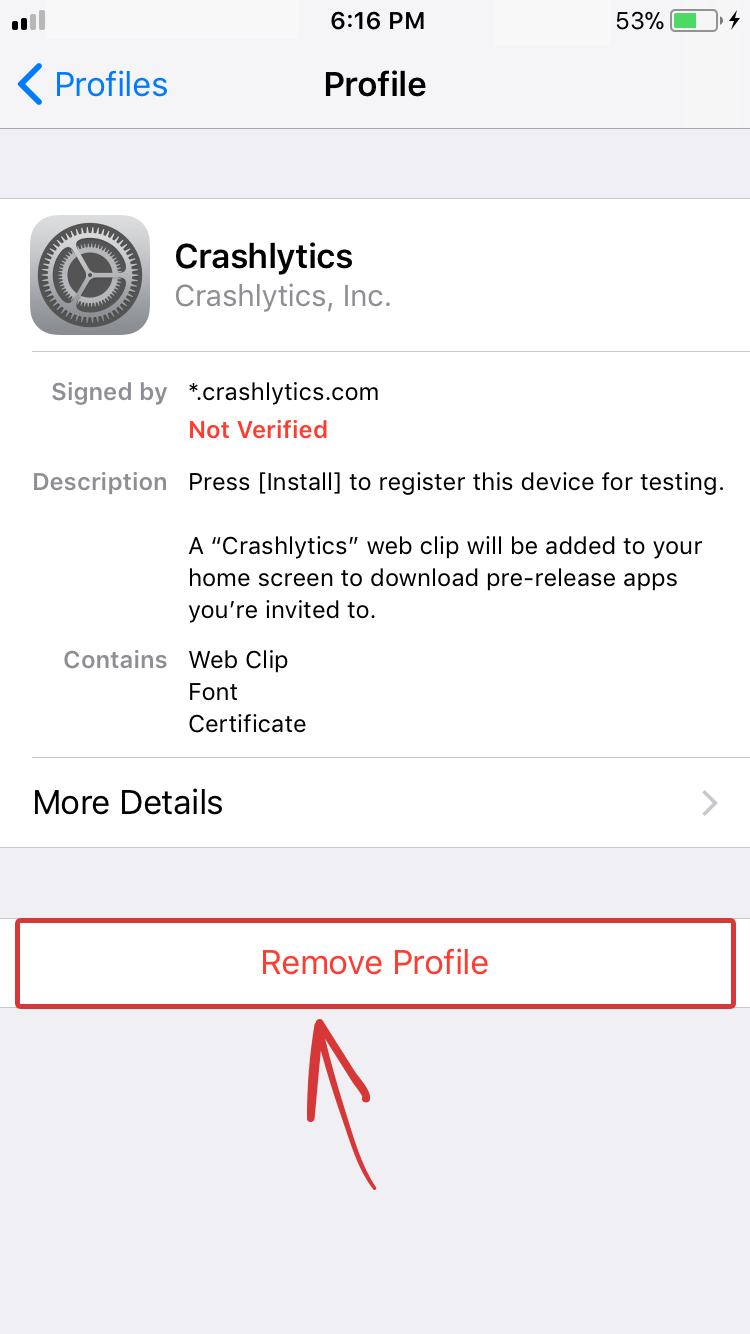 6:16 PM
53%
Profiles
Profile
Crashlytics
Crashlytics, Inc.
Signed by
*.crashlytics.com
Not Verified
Description
Press [Install] to register this device for testing.
A “Crashlytics” web clip will be added to your
home screen to download pre-release apps
you’re invited to.
Contains
Web Clip
Font
Certificate
More Details
Remove Profile